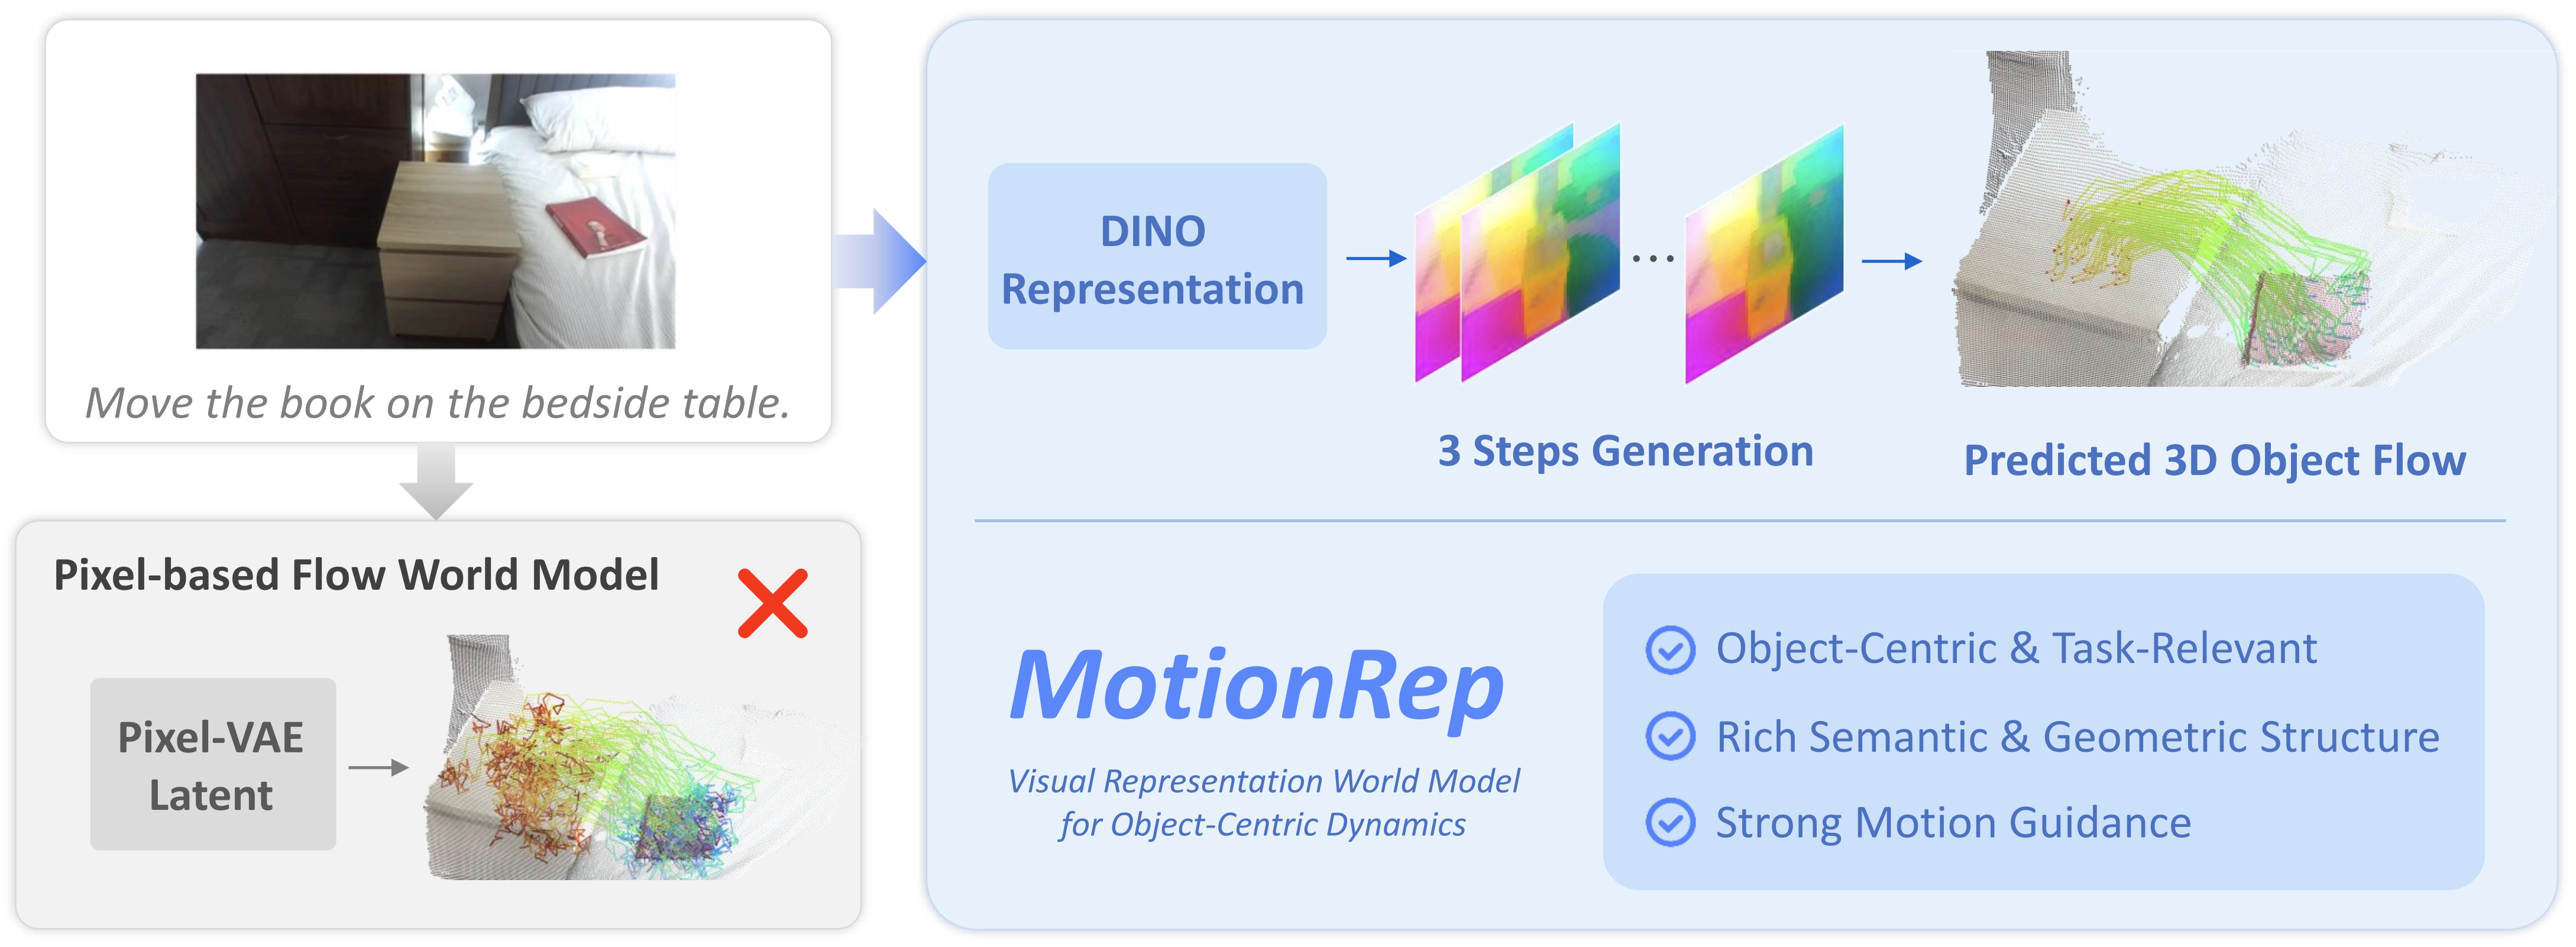 Move the book on the bedside table.
Pixel-based Flow World Model
Pixel-VAE
Latent
DINO
Representation
...
3 Steps Generation
Predicted 3D Object Flow
MotionRep
Visual Representation World Model
for Object-Centric Dynamics
Object-Centric & Task-Relevant
Rich Semantic & Geometric Structure
Strong Motion Guidance